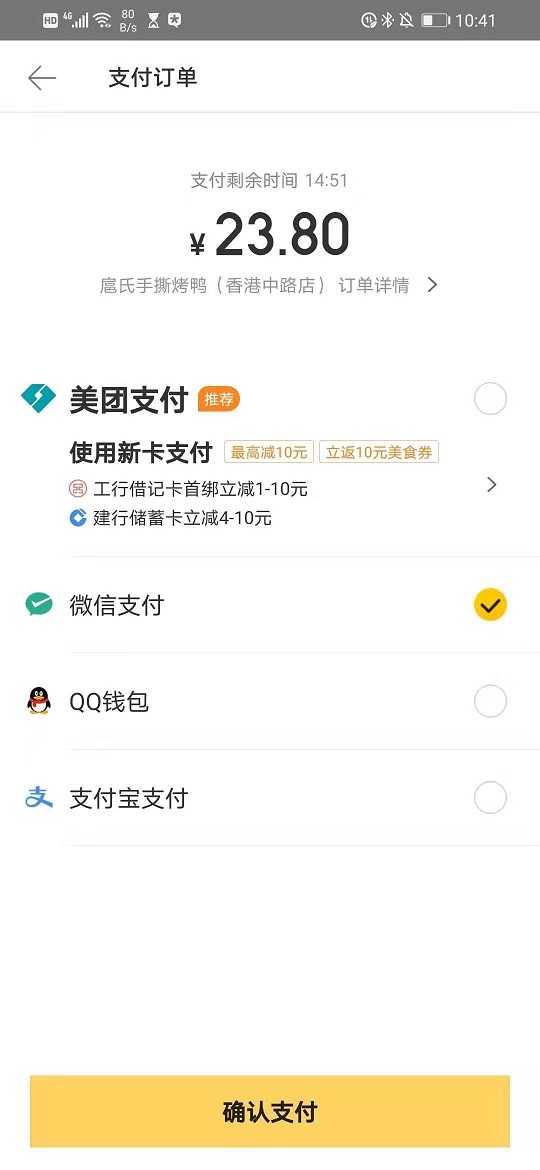 HD 4G 80 B/s 10:41
支付订单
支付剩余时间 14:51
¥23.80
扈氏手撕烤鸭（香港中路店） 订单详情
美团支付 推荐
使用新卡支付 最高减10元 立返10元美食券
工行借记卡首绑立减1-10元
建行储蓄卡立减4-10元
微信支付
QQ钱包
支付宝支付
确认支付